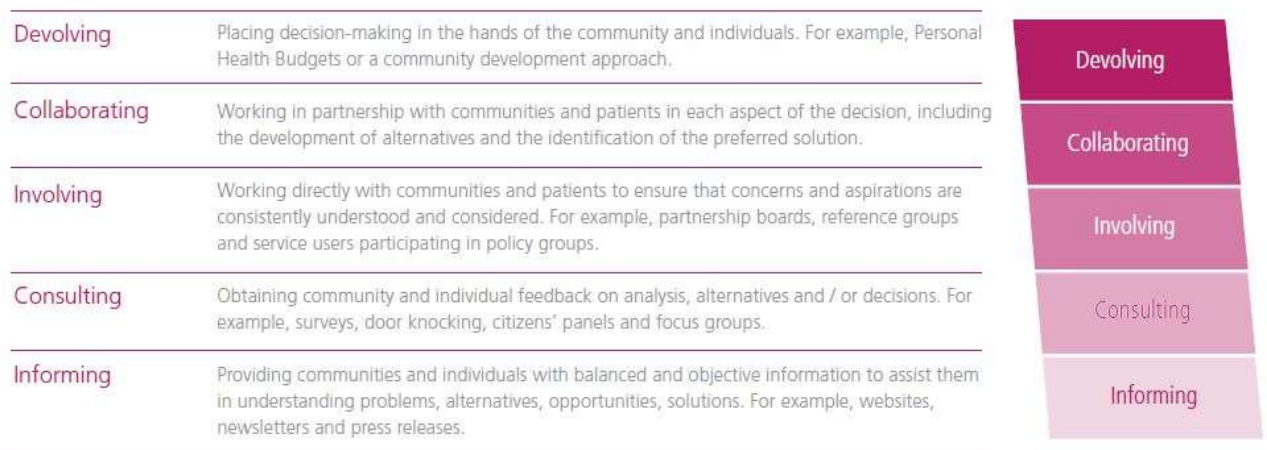 Devolving
Placing decision-making in the hands of the community and individuals. For example, Personal
Health Budgets or a community development approach.
Collaborating
Working in partnership with communities and patients in each aspect of the decision, including
the development of alternatives and the identification of the preferred solution.
Involving
Working directly with communities and patients to ensure that concerns and aspirations are
consistently understood and considered. For example, partnership boards, reference groups
and service users participating in policy groups.
Consulting
Obtaining community and individual feedback on analysis, alternatives and / or decisions. For
example, surveys, door knocking, citizens’ panels and focus groups.
Informing
Providing communities and individuals with balanced and objective information to assist them
in understanding problems, alternatives, opportunities, solutions. For example, websites,
newsletters and press releases.
Devolving
Collaborating
Involving
Consulting
Informing